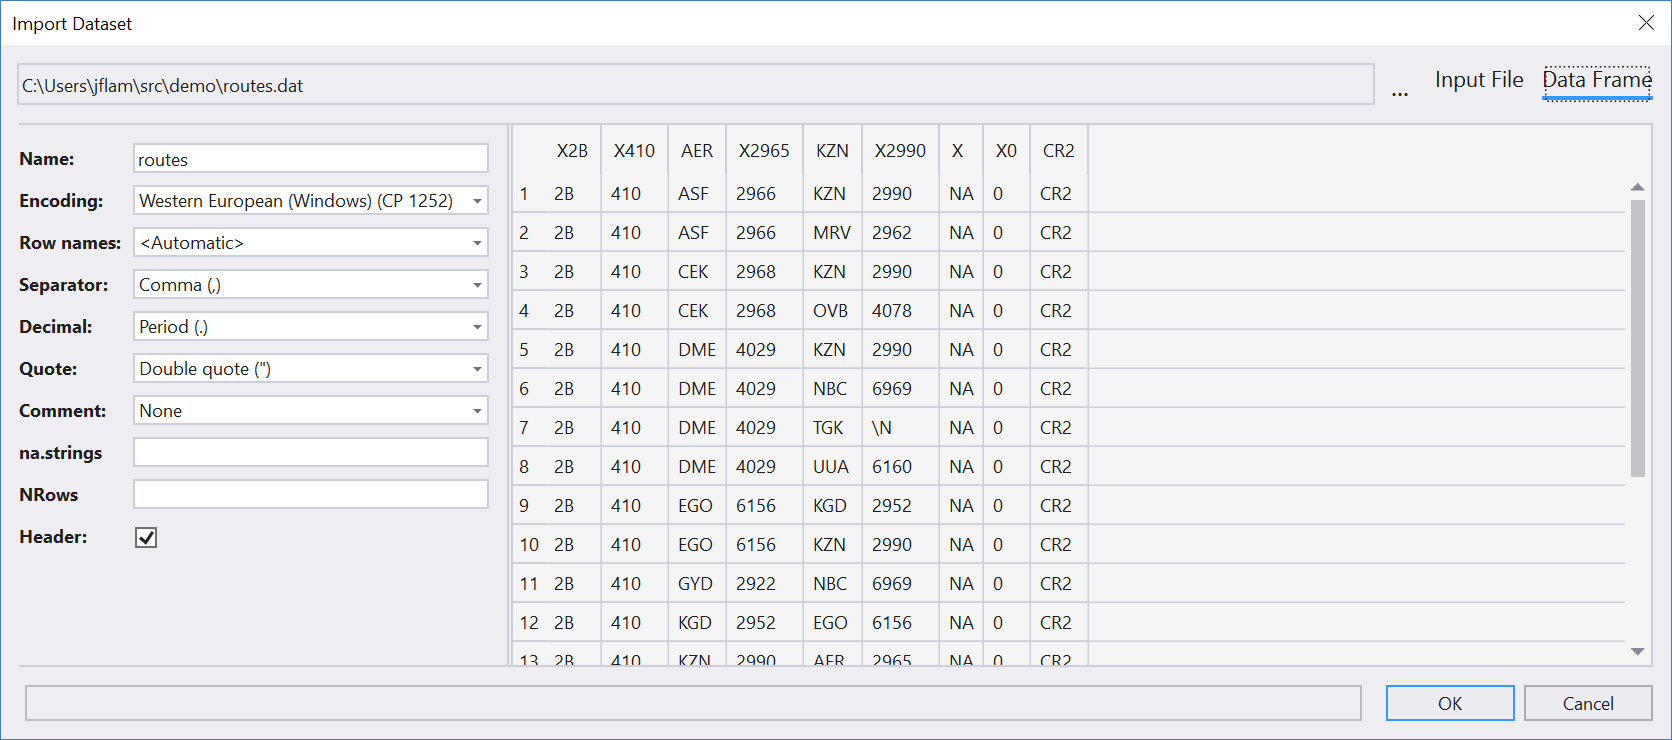 Import Dataset
C:\Users\jflam\src\demo\routes.dat ... Input File Data Frame
Name: routes
Encoding: Western European (Windows) (CP 1252)
Row names: <Automatic>
Separator: Comma (,)
Decimal: Period (.)
Quote: Double quote (")
Comment: None
na.strings
NRows
Header:
X2B X410 AER X2965 KZN X2990 X X0 CR2
1 2B 410 ASF 2966 KZN 2990 NA 0 CR2
2 2B 410 ASF 2966 MRV 2962 NA 0 CR2
3 2B 410 CEK 2968 KZN 2990 NA 0 CR2
4 2B 410 CEK 2968 OVB 4078 NA 0 CR2
5 2B 410 DME 4029 KZN 2990 NA 0 CR2
6 2B 410 DME 4029 NBC 6969 NA 0 CR2
7 2B 410 DME 4029 TGK \N NA 0 CR2
8 2B 410 DME 4029 UUA 6160 NA 0 CR2
9 2B 410 EGO 6156 KGD 2952 NA 0 CR2
10 2B 410 EGO 6156 KZN 2990 NA 0 CR2
11 2B 410 GYD 2922 NBC 6969 NA 0 CR2
12 2B 410 KGD 2952 EGO 6156 NA 0 CR2
13 2B 410 KZN 2990 AER 2965 NA 0 CR2
OK Cancel